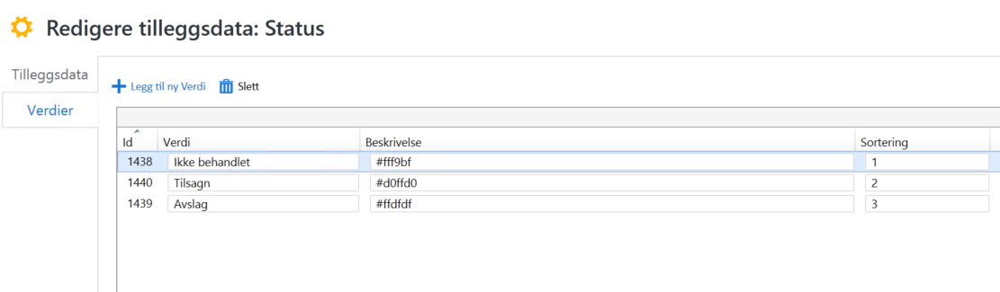 Redigere tilleggsdata: Status
Tilleggsdata
Verdier
Legg til ny Verdi Slett
Id Verdi Beskrivelse Sortering
1438 Ikke behandlet #fff9bf 1
1440 Tilsagn #d0ffd0 2
1439 Avslag #ffdfdf 3